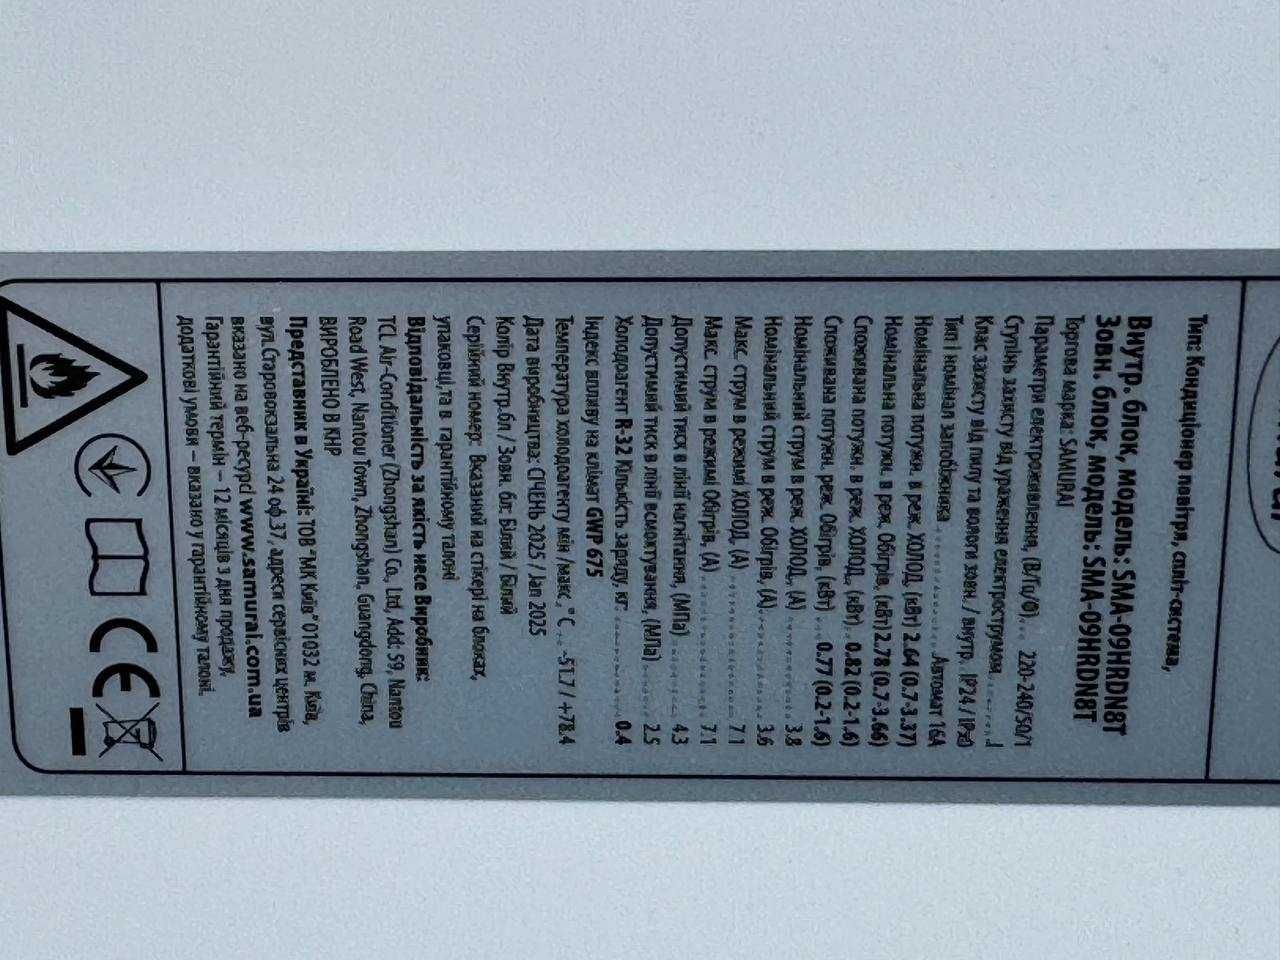 Тип: Кондиціонер повітря, спліт-система,
Внутр. блок, модель: SMA-09HRDN8T
Зовн. блок, модель: SMA-09HRDN8T
Торгова марка: SAMURAI
Параметри електроживлення, (В/Гц/Ф)... 220-240/50/1
Ступінь захисту від ураження електрострумом........I
Клас захисту від пилу та вологи зовн. / внутр. IP24 /
Тип і номінал запобіжника .................. Автомат 16А
Номінальна потужн. в реж. ХОЛОД, (кВт) 2.64 (0.7-3.37)
Номінальна потужн. в реж. Обігрів, (кВт) 2.78 (0.7-3.66)
Споживана потужн. в реж. ХОЛОД., (кВт) 0.82 (0.2-1.6)
Споживана потужн. реж. Обігрів, (кВт) 0.77 (0.2-1.6)
Номінальний струм в реж. ХОЛОД., (А) ............... 3.8
Номінальний струм в реж. Обігрів, (А)............... 3.6
Макс. струм в режимі ХОЛОД, (А) .................. 7.1
Макс. струм в режимі Обігрів, (А) .................. 7.1
Допустимий тиск в лінії нагнітання, (МПа) ......... 4.3
Допустимий тиск в лінії всмоктування, (МПа) ....... 2.5
Холодоагент R-32 Кількість заряду, кг: ............... 0.4
Індекс впливу на клімат GWP 675
Температура холодоагенту мін / макс., °С ... -51.7 / +78.4
Дата виробництва: СІЧЕНЬ 2025 / Jan 2025
Колір Внутр.бл / Зовн. бл: Білий / Білий
Серійний номер: Вказаний на стікері на блоках,
упаковці та в гарантійному талоні
Відповідальність за якість несе Виробник:
TCL Air-Conditioner (Zhongshan) Co., Ltd, Add: 59, Nantou
Road West, Nantou Town, Zhongshan, Guangdong, China,
ВИРОБЛЕНО В КНР
Представник в Україні: ТОВ "МК Київ" 01032 м. Київ,
вул.Старовокзальна 24 оф.37, адреси сервісних центрів
вказано на веб-ресурсі www.samurai.com.ua
Гарантійний термін – 12 місяців з дня продажу,
додаткові умови – вказано у гарантійному талоні.
CE